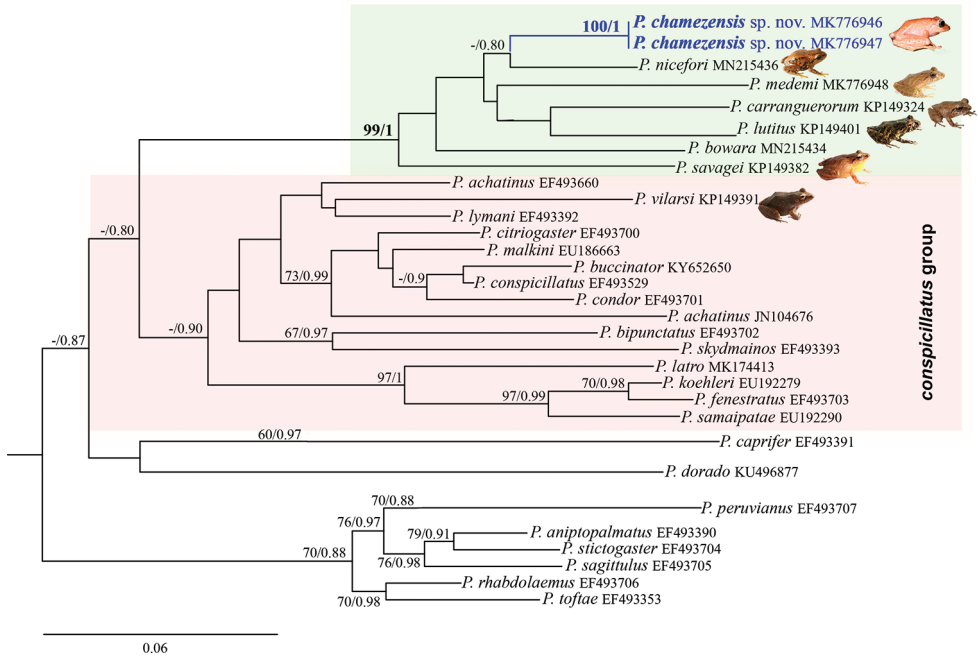 100/1
P. chamezensis sp. nov. MK776946
P. chamezensis sp. nov. MK776947
-/0.80
P. nicefori MN215436
P. medemi MK776948
P. carranguerorum KP149324
P. lutitus KP149401
99/1
P. bowara MN215434
P. savagei KP149382
P. achatinus EF493660
P. vilarsi KP149391
P. lymani EF493392
-/0.80
P. citriogaster EF493700
P. malkini EU186663
73/0.99
P. buccinator KY652650
-/0.9
P. conspicillatus EF493529
P. condor EF493701
P. achatinus JN104676
-/0.90
67/0.97
P. bipunctatus EF493702
-/0.87
P. skydmainos EF493393
P. latro MK174413
97/1
70/0.98
P. koehleri EU192279
97/0.99
P. fenestratus EF493703
P. samaipatae EU192290
conspicillatus group
60/0.97
P. caprifer EF493391
P. dorado KU496877
70/0.88
P. peruvianus EF493707
76/0.97
79/0.91
P. aniptopalmatus EF493390
P. stictogaster EF493704
70/0.88
76/0.98
P. sagittulus EF493705
P. rhabdolaemus EF493706
70/0.98
P. toftae EF493353
0.06